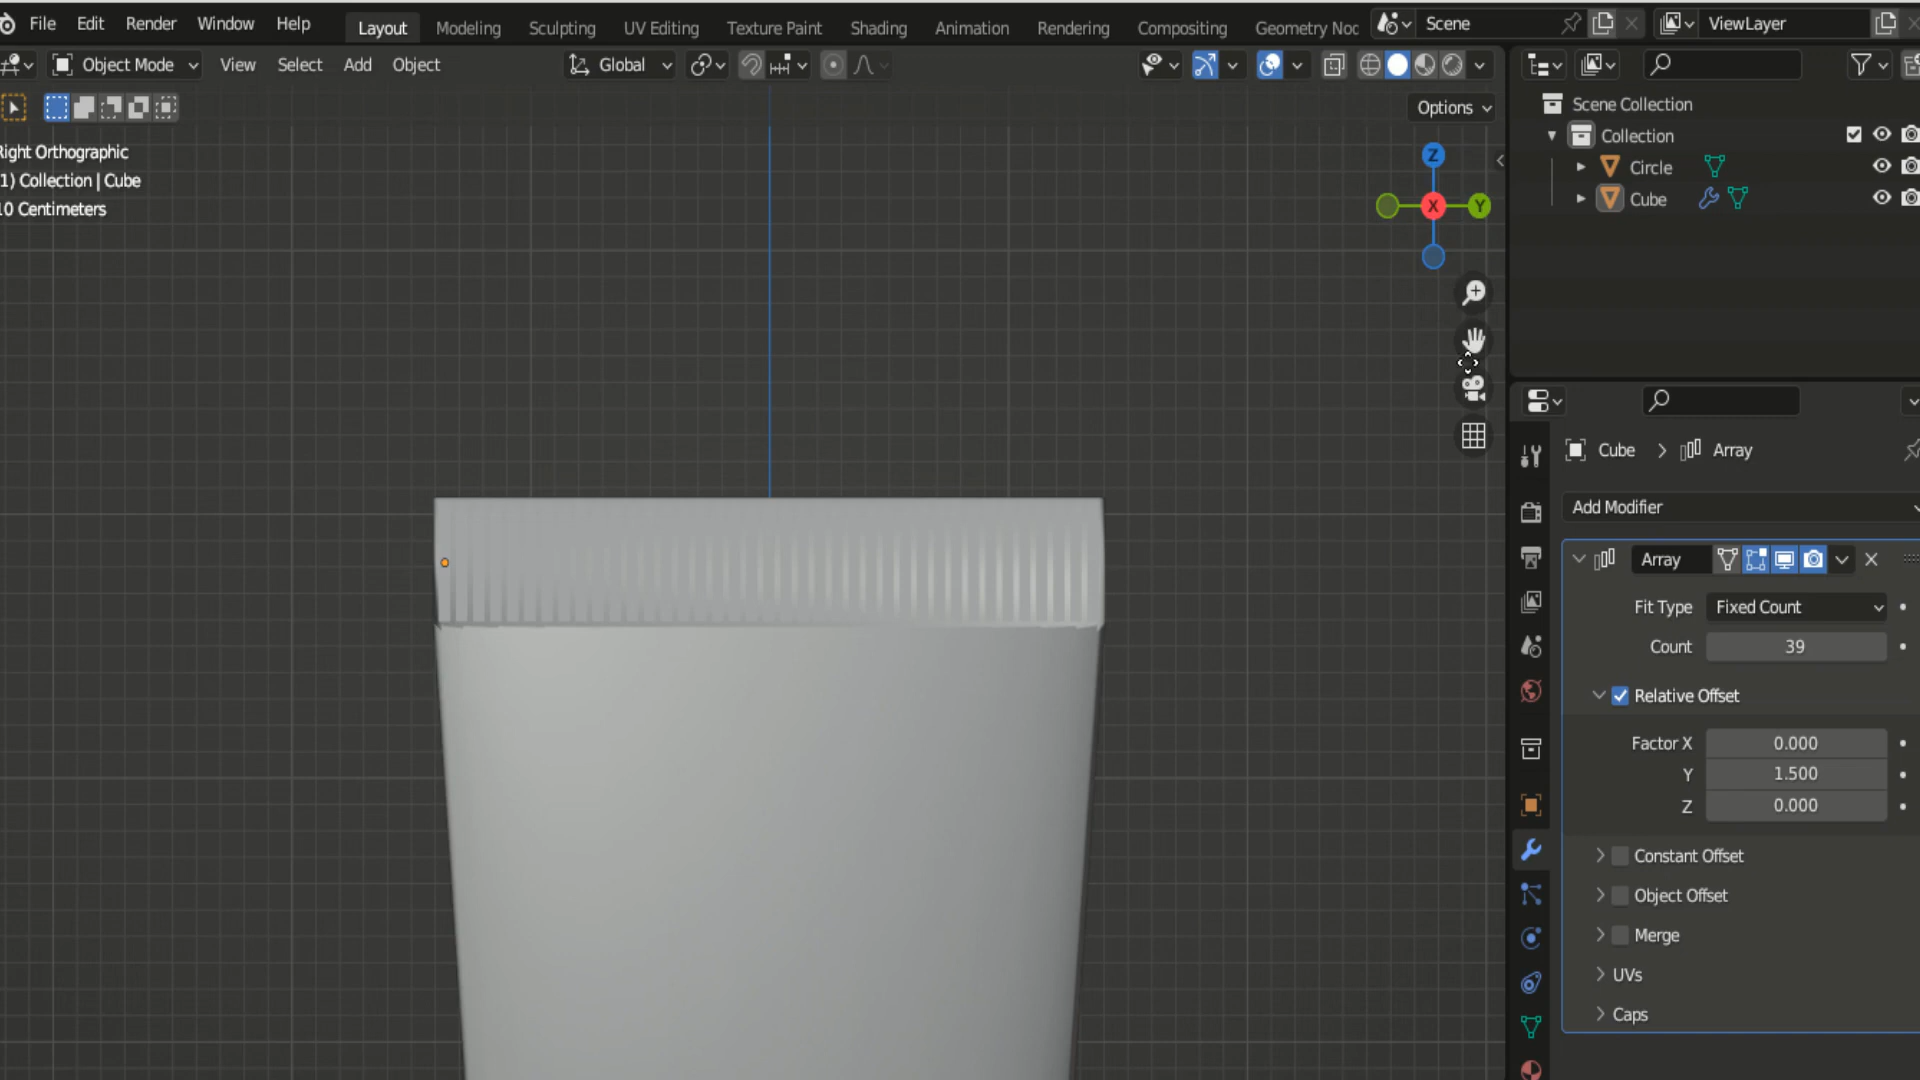 File Edit Render Window Help Layout Modeling Sculpting UV Editing Texture Paint Shading Animation Rendering Compositing Geometry Noc Scene ViewLayer
Object Mode View Select Add Object Global
Options
Right Orthographic
1) Collection | Cube
10 Centimeters
Z
X
Y
Scene Collection
Collection
Circle
Cube
Cube > Array
Add Modifier
Array
Fit Type Fixed Count
Count 39
Relative Offset
Factor X 0.000
Y 1.500
Z 0.000
Constant Offset
Object Offset
Merge
UVs
Caps